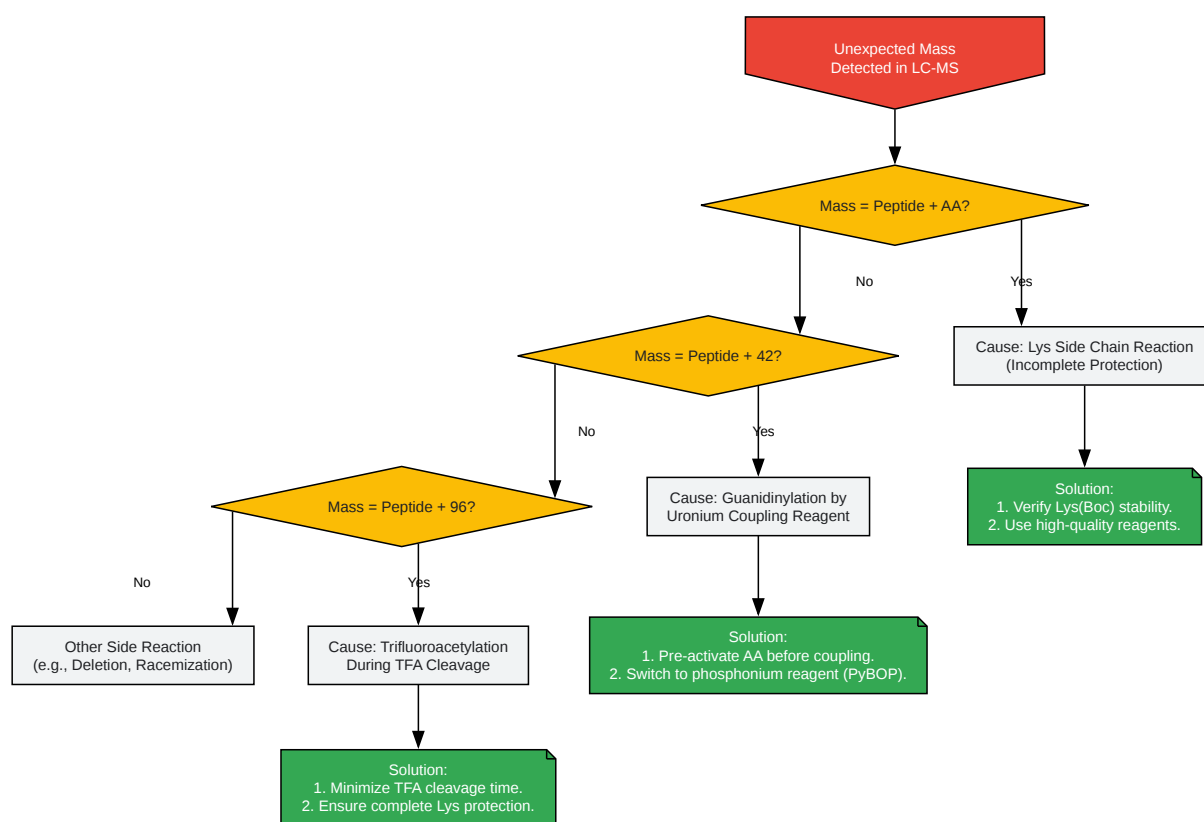 Unexpected Mass
Detected in LC-MS
Mass = Peptide + AA?
No
Yes
Mass = Peptide + 42?
Cause: Lys Side Chain Reaction
(Incomplete Protection)
No
Yes
Mass = Peptide + 96?
Cause: Guanidinylation by
Uronium Coupling Reagent
Solution:
1. Verify Lys(Boc) stability.
2. Use high-quality reagents.
No
Yes
Other Side Reaction
(e.g., Deletion, Racemization)
Cause: Trifluoroacetylation
During TFA Cleavage
Solution:
1. Pre-activate AA before coupling.
2. Switch to phosphonium reagent (PyBOP).
Solution:
1. Minimize TFA cleavage time.
2. Ensure complete Lys protection.